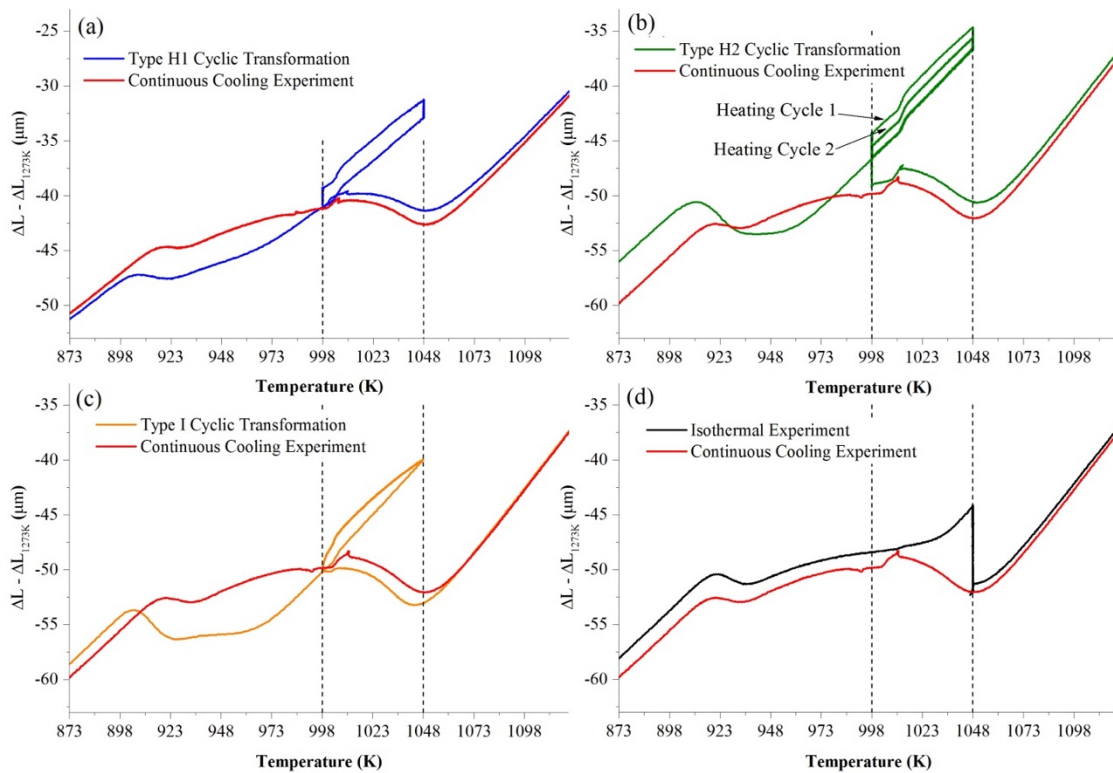 (a)
Type H1 Cyclic Transformation
Continuous Cooling Experiment
ΔL - ΔL1273K (μm)
-25
-30
-35
-40
-45
-50
873 898 923 948 973 998 1023 1048 1073 1098
Temperature (K)
(b)
Type H2 Cyclic Transformation
Continuous Cooling Experiment
Heating Cycle 1
Heating Cycle 2
ΔL - ΔL1273K (μm)
-35
-40
-45
-50
-55
-60
873 898 923 948 973 998 1023 1048 1073 1098
Temperature (K)
(c)
Type I Cyclic Transformation
Continuous Cooling Experiment
ΔL - ΔL1273K (μm)
-35
-40
-45
-50
-55
-60
873 898 923 948 973 998 1023 1048 1073 1098
Temperature (K)
(d)
Isothermal Experiment
Continuous Cooling Experiment
ΔL - ΔL1273K (μm)
-35
-40
-45
-50
-55
-60
873 898 923 948 973 998 1023 1048 1073 1098
Temperature (K)